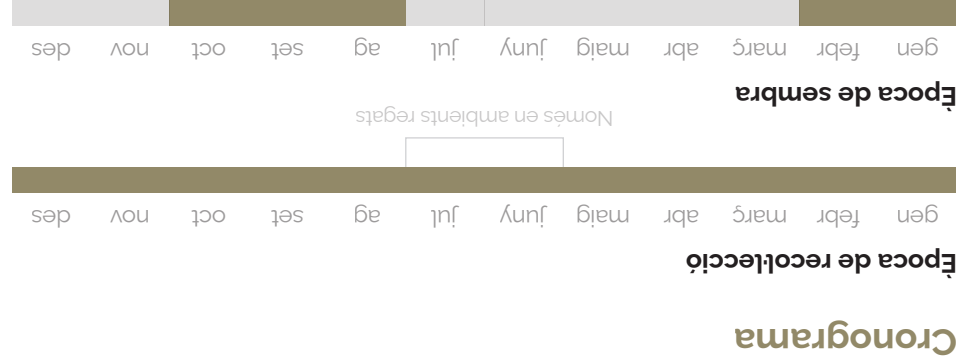 Cronograma
Època de recol·lecció
gen febr març abr maig juny jul ag set oct nov des
Només en ambients regats
Època de sembra
gen febr març abr maig juny jul ag set oct nov des